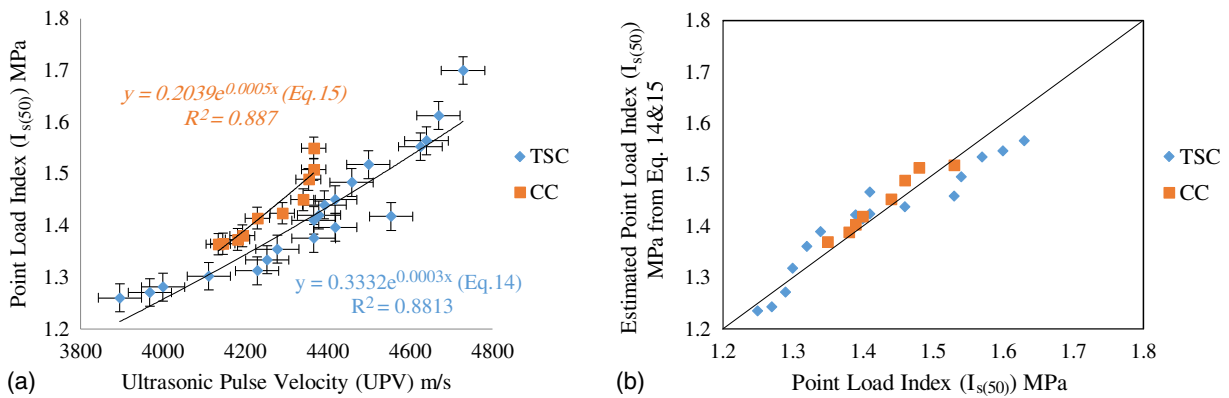 1.8
1.7
1.6
1.5
1.4
1.3
1.2
3800 4000 4200 4400 4600 4800
Point Load Index (Is(50)) MPa
Ultrasonic Pulse Velocity (UPV) m/s
y = 0.2039e^0.0005x (Eq.15)
R² = 0.887
y = 0.3332e^0.0003x (Eq.14)
R² = 0.8813
TSC
CC
(a)
1.8
1.7
1.6
1.5
1.4
1.3
1.2
1.2 1.3 1.4 1.5 1.6 1.7 1.8
Estimated Point Load Index (Is(50))
MPa from Eq. 14&15
Point Load Index (Is(50)) MPa
TSC
CC
(b)